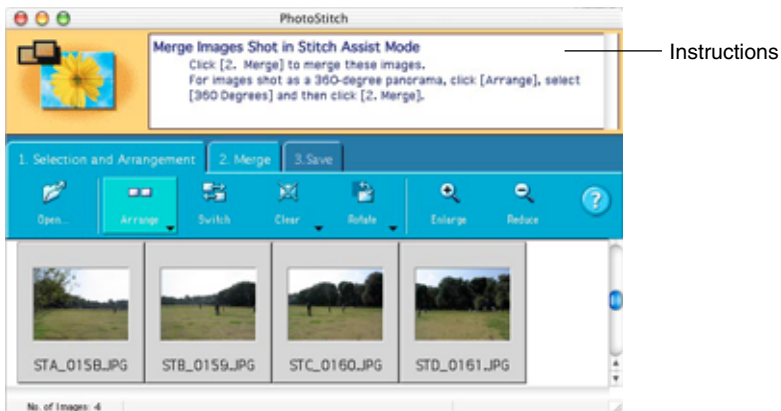 PhotoStitch
Merge Images Shot in Stitch Assist Mode
Click [2. Merge] to merge these images.
For images shot as a 360-degree panorama, click [Arrange], select
[360 Degrees] and then click [2. Merge].
Instructions
1. Selection and Arrangement 2. Merge 3. Save
Open... Arrange Switch Clear Rotate Enlarge Reduce ?
STA_0158.JPG STB_0159.JPG STC_0160.JPG STD_0161.JPG
No. of Images: 4